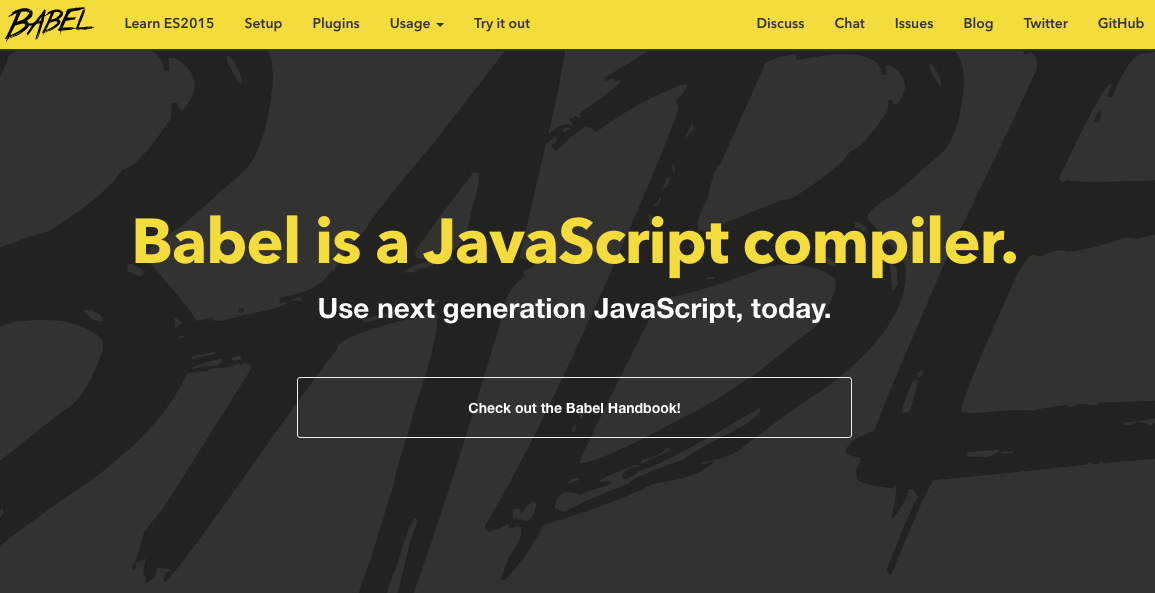 BABEL Learn ES2015 Setup Plugins Usage Try it out Discuss Chat Issues Blog Twitter GitHub
BABEL
Babel is a JavaScript compiler.
Use next generation JavaScript, today.
Check out the Babel Handbook!